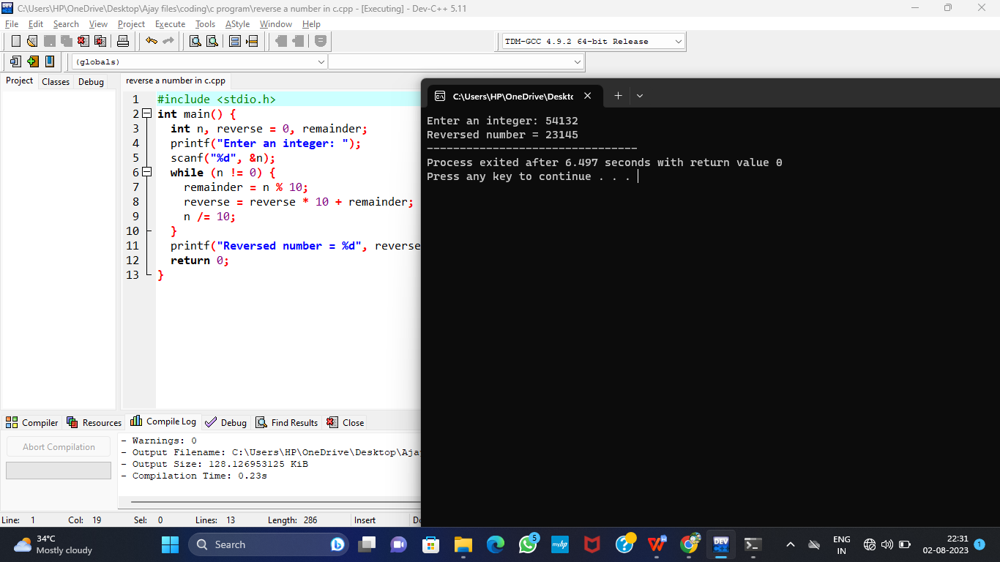 C:\Users\HP\OneDrive\Desktop\Ajay files\coding\c program\reverse a number in c.cpp - [Executing] - Dev-C++ 5.11
File Edit Search View Project Execute Tools AStyle Window Help
TDM-GCC 4.9.2 64-bit Release
(globals)
Project Classes Debug
reverse a number in c.cpp
1 #include <stdio.h>
2 int main() {
3 int n, reverse = 0, remainder;
4 printf("Enter an integer: ");
5 scanf("%d", &n);
6 while (n != 0) {
7 remainder = n % 10;
8 reverse = reverse * 10 + remainder;
9 n /= 10;
10 }
11 printf("Reversed number = %d", reverse
12 return 0;
13 }
C:\Users\HP\OneDrive\Deskto
Enter an integer: 54132
Reversed number = 23145
--------------------------------
Process exited after 6.497 seconds with return value 0
Press any key to continue . . .
Compiler Resources Compile Log Debug Find Results Close
Abort Compilation
- Warnings: 0
- Output Filename: C:\Users\HP\OneDrive\Desktop\Aja
- Output Size: 128.126953125 KiB
- Compilation Time: 0.23s
Line: 1 Col: 19 Sel: 0 Lines: 13 Length: 286 Insert
34°C
Mostly cloudy
Search
5
myhp
DEV
ENG
IN
22:31
02-08-2023
1